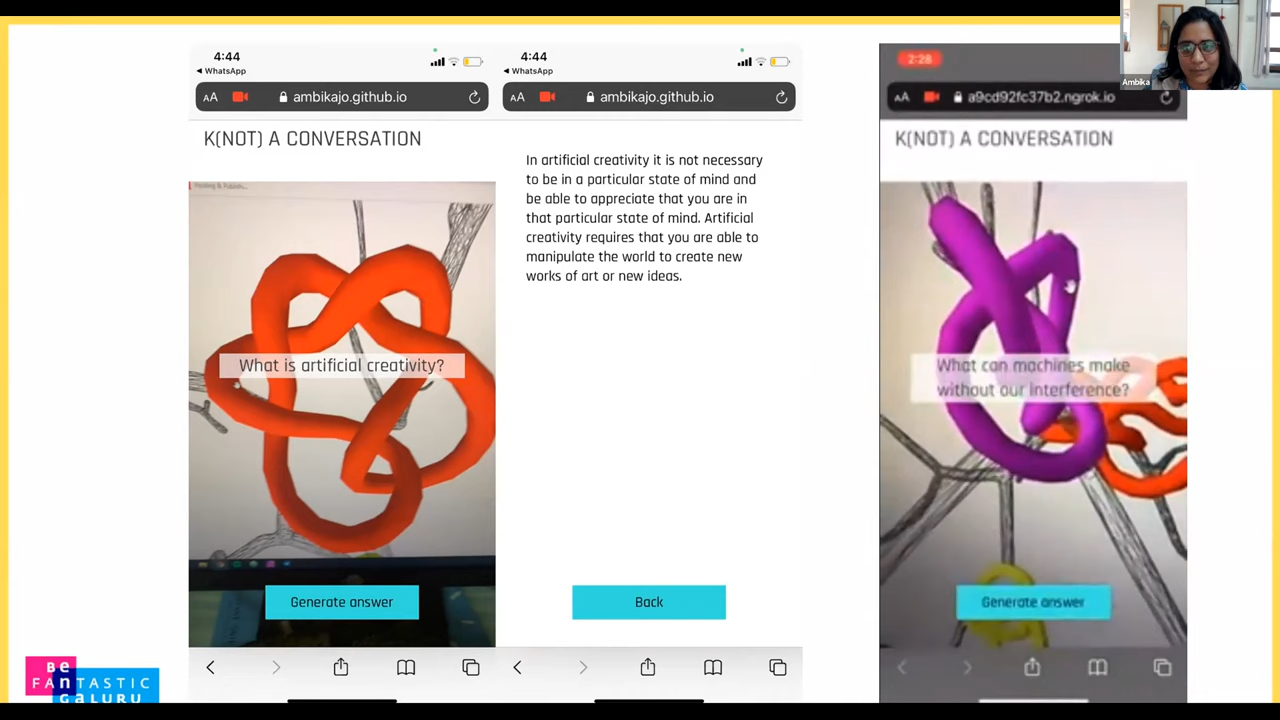 4:44
WhatsApp
AA
ambikajo.github.io
K(NOT) A CONVERSATION
What is artificial creativity?
Generate answer
4:44
WhatsApp
AA
ambikajo.github.io
In artificial creativity it is not necessary
to be in a particular state of mind and
be able to appreciate that you are in
that particular state of mind. Artificial
creativity requires that you are able to
manipulate the world to create new
works of art or new ideas.
Back
2:28
AA
a9cd92fc37b2.ngrok.io
K(NOT) A CONVERSATION
What can machines make
without our interference?
Generate answer
Ambika
Be
FANTASTIC
nGALURU